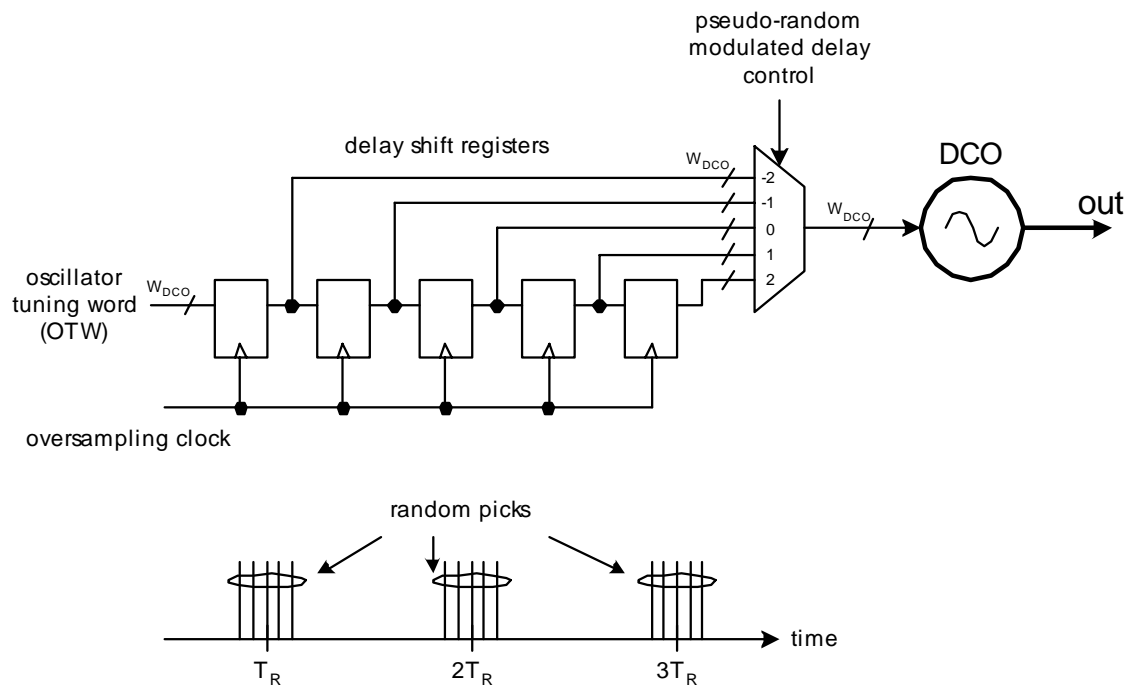 pseudo-random
modulated delay
control
delay shift registers
W_DCO
DCO
-2
-1
0
1
2
W_DCO
out
oscillator
tuning word
(OTW)
W_DCO
oversampling clock
random picks
time
T_R
2T_R
3T_R